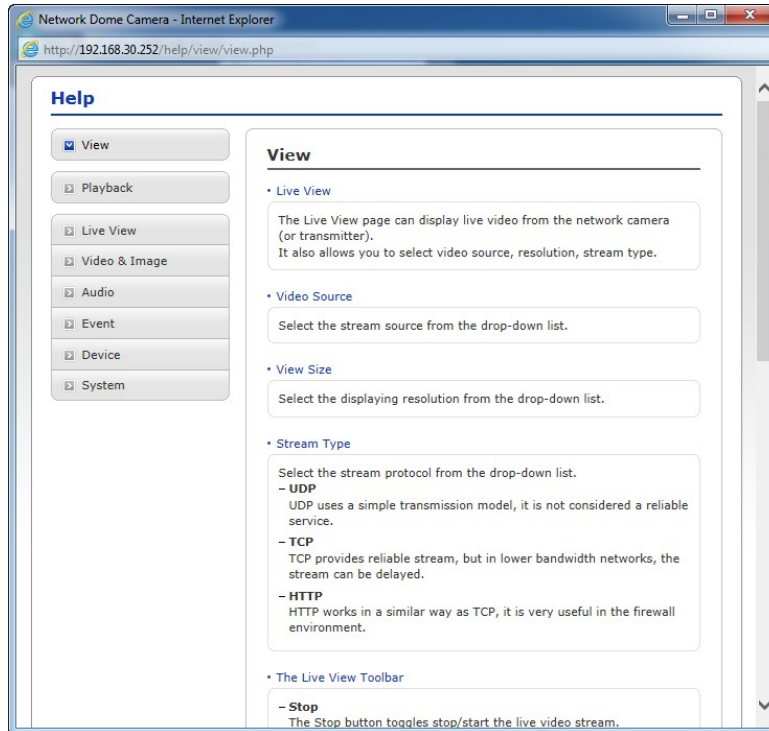 Network Dome Camera - Internet Explorer
http://192.168.30.252/help/view/view.php
Help
View
Playback
Live View
Video & Image
Audio
Event
Device
System
View
• Live View
The Live View page can display live video from the network camera
(or transmitter).
It also allows you to select video source, resolution, stream type.
• Video Source
Select the stream source from the drop-down list.
• View Size
Select the displaying resolution from the drop-down list.
• Stream Type
Select the stream protocol from the drop-down list.
– UDP
UDP uses a simple transmission model, it is not considered a reliable
service.
– TCP
TCP provides reliable stream, but in lower bandwidth networks, the
stream can be delayed.
– HTTP
HTTP works in a similar way as TCP, it is very useful in the firewall
environment.
• The Live View Toolbar
– Stop
The Stop button toggles stop/start the live video stream.